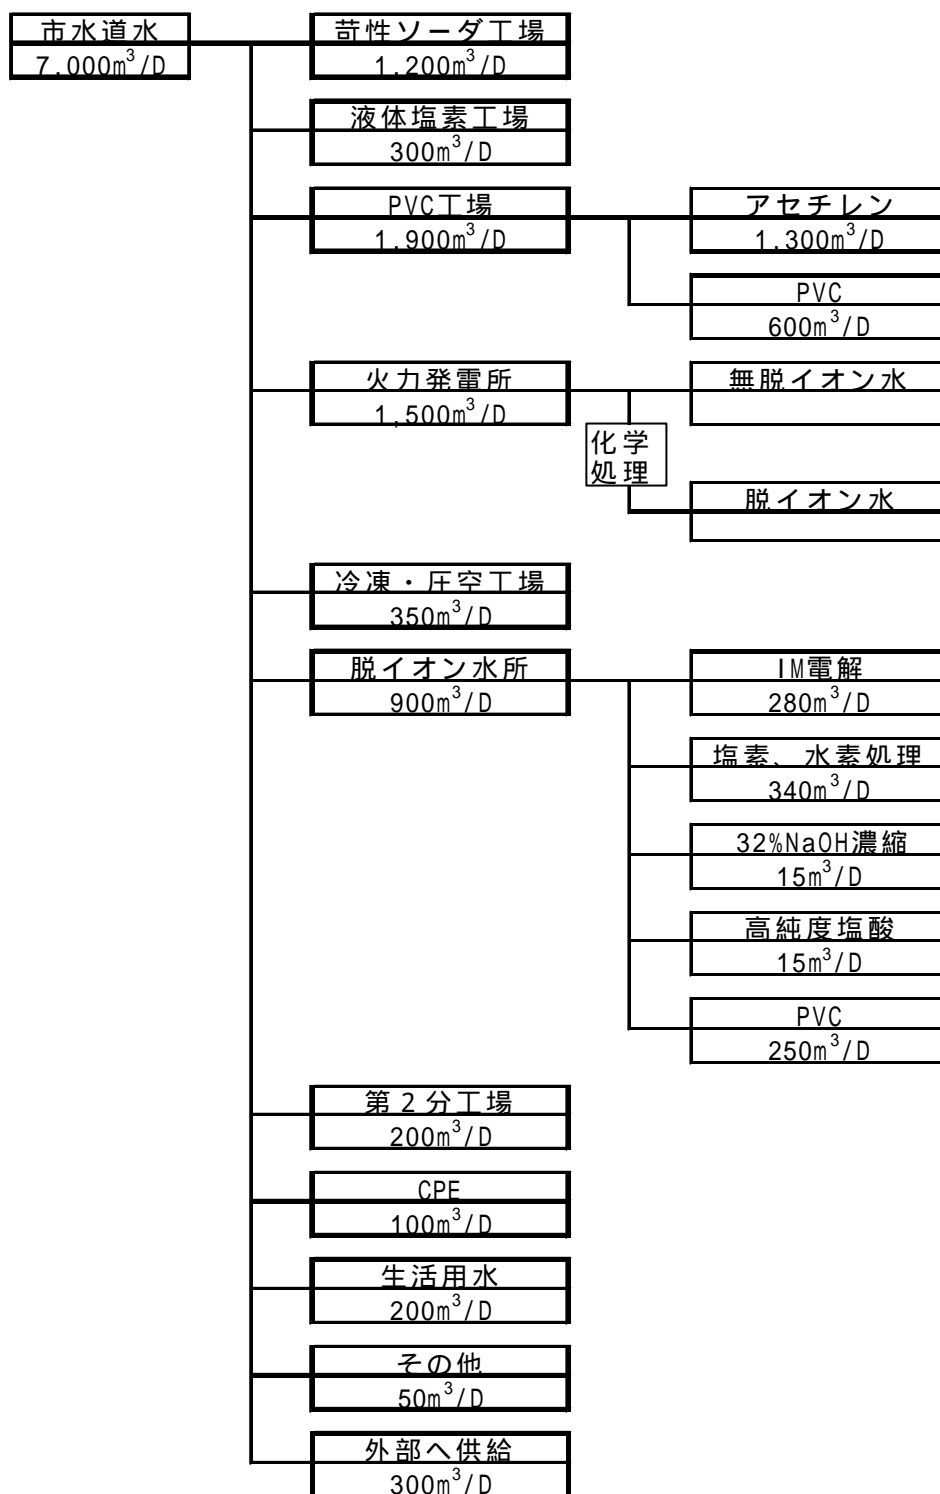 市水道水
7,000m³/D
苛性ソーダ工場
1,200m³/D
液体塩素工場
300m³/D
PVC工場
1,900m³/D
アセチレン
1,300m³/D
PVC
600m³/D
火力発電所
1,500m³/D
無脱イオン水
化学
処理
脱イオン水
冷凍・圧空工場
350m³/D
脱イオン水所
900m³/D
IM電解
280m³/D
塩素、水素処理
340m³/D
32%NaOH濃縮
15m³/D
高純度塩酸
15m³/D
PVC
250m³/D
第2分工場
200m³/D
CPE
100m³/D
生活用水
200m³/D
その他
50m³/D
外部へ供給
300m³/D